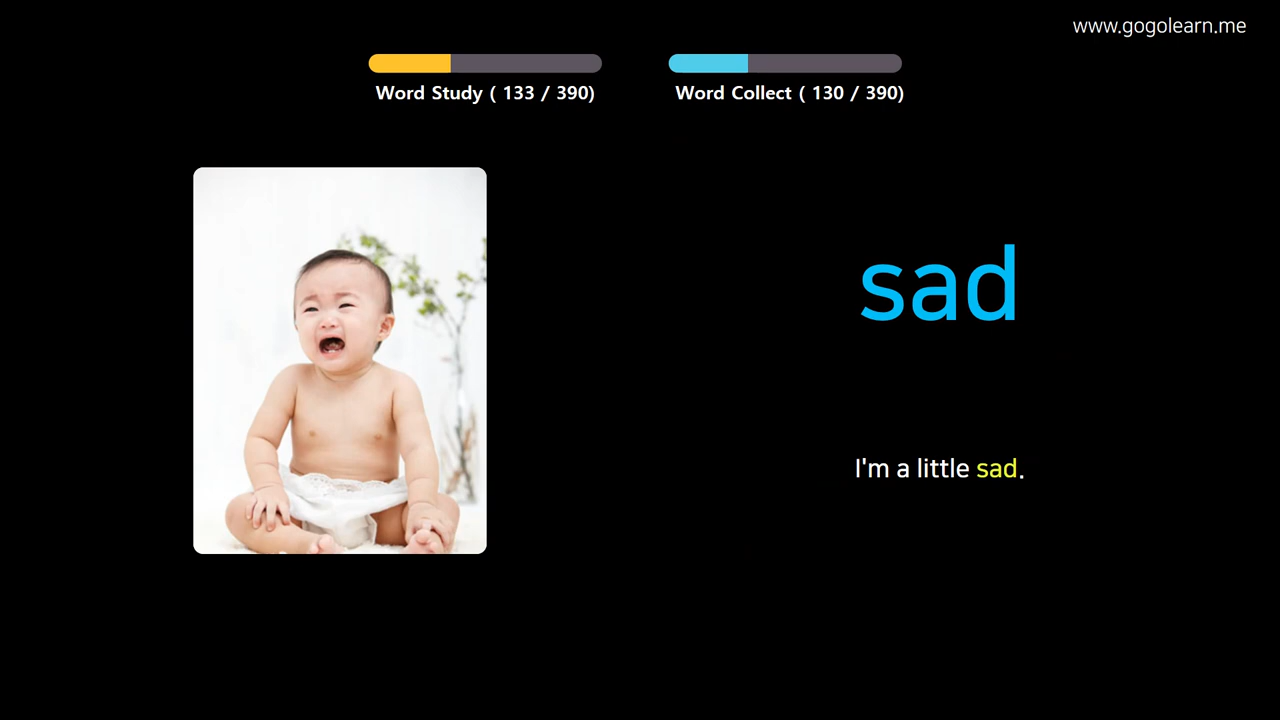 www.gogolearn.me
Word Study ( 133 / 390)
Word Collect ( 130 / 390)
sad
I'm a little sad.